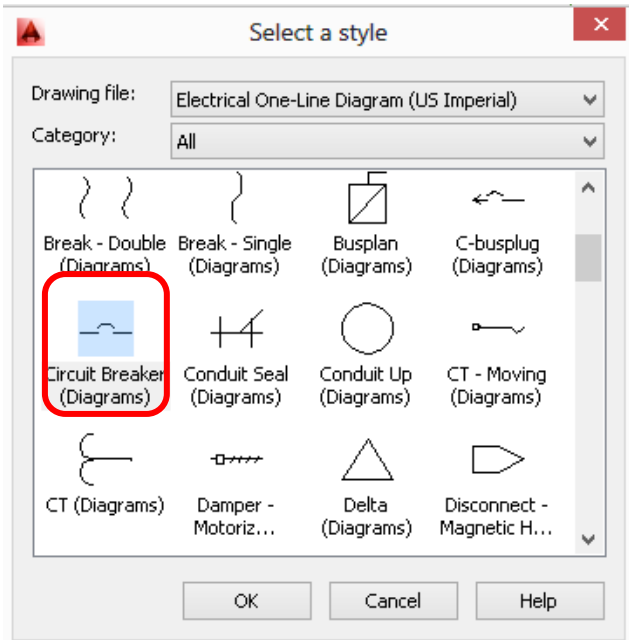 Select a style
Drawing file:
Electrical One-Line Diagram (US Imperial)
Category:
All
Break - Double
(Diagrams)
Break - Single
(Diagrams)
Busplan
(Diagrams)
C-busplug
(Diagrams)
Circuit Breaker
(Diagrams)
Conduit Seal
(Diagrams)
Conduit Up
(Diagrams)
CT - Moving
(Diagrams)
CT (Diagrams)
Damper -
Motoriz...
Delta
(Diagrams)
Disconnect -
Magnetic H...
OK
Cancel
Help